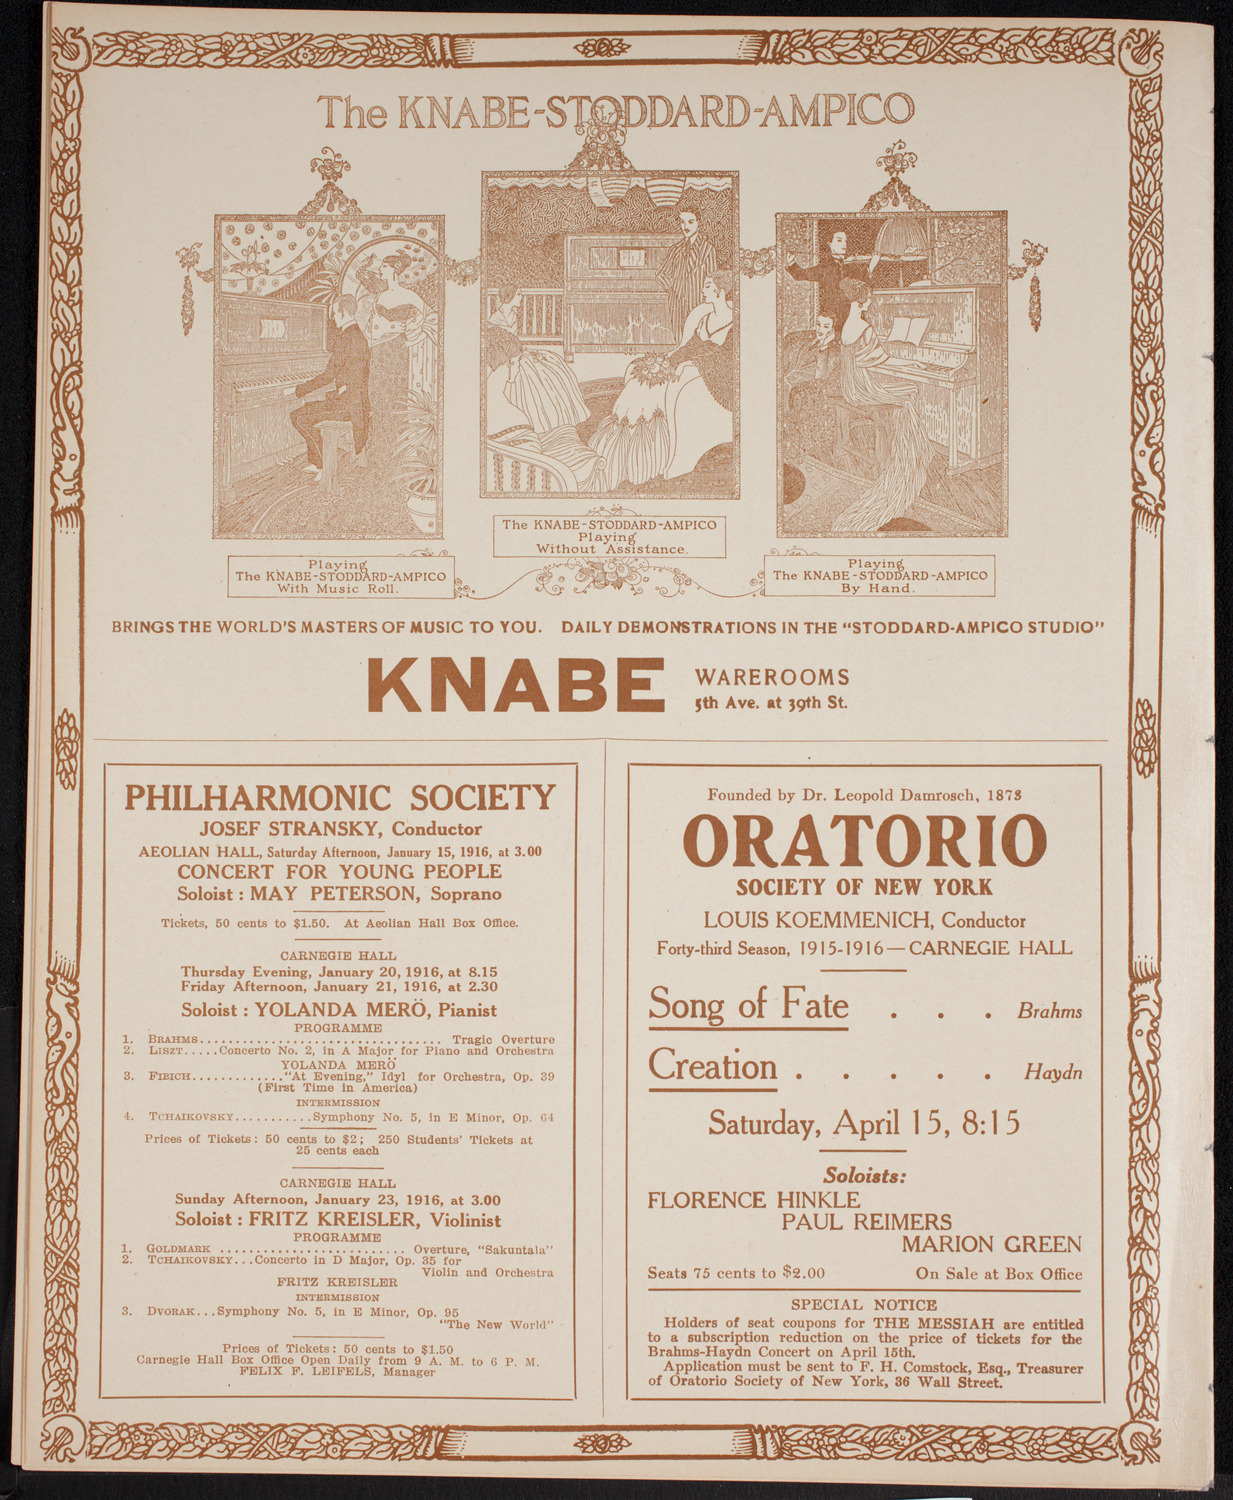 The KNABE-STODDARD-AMPICO
Playing
The KNABE-STODDARD-AMPICO
With Music Roll.
The KNABE-STODDARD-AMPICO
Playing
Without Assistance.
Playing
The KNABE-STODDARD-AMPICO
By Hand.
BRINGS THE WORLD'S MASTERS OF MUSIC TO YOU. DAILY DEMONSTRATIONS IN THE "STODDARD-AMPICO STUDIO"
KNABE WAREROOMS
5th Ave. at 39th St.
PHILHARMONIC SOCIETY
JOSEF STRANSKY, Conductor
AEOLIAN HALL, Saturday Afternoon, January 15, 1916, at 3.00
CONCERT FOR YOUNG PEOPLE
Soloist : MAY PETERSON, Soprano
Tickets, 50 cents to $1.50. At Aeolian Hall Box Office.
CARNEGIE HALL
Thursday Evening, January 20, 1916, at 8.15
Friday Afternoon, January 21, 1916, at 2.30
Soloist : YOLANDA MERÖ, Pianist
PROGRAMME
1. BRAHMS................................. Tragic Overture
2. LISZT.....Concerto No. 2, in A Major for Piano and Orchestra
YOLANDA MERÖ
3. FIBICH............."At Evening," Idyl for Orchestra, Op. 39
(First Time in America)
INTERMISSION
4. TCHAIKOVSKY...........Symphony No. 5, in E Minor, Op. 64
Prices of Tickets: 50 cents to $2; 250 Students' Tickets at
25 cents each
CARNEGIE HALL
Sunday Afternoon, January 23, 1916, at 3.00
Soloist : FRITZ KREISLER, Violinist
PROGRAMME
1. GOLDMARK ......................... Overture, "Sakuntala"
2. TCHAIKOVSKY...Concerto in D Major, Op. 35 for
Violin and Orchestra
FRITZ KREISLER
INTERMISSION
3. DVORAK...Symphony No. 5, in E Minor, Op. 95
"The New World"
Prices of Tickets: 50 cents to $1.50
Carnegie Hall Box Office Open Daily from 9 A. M. to 6 P. M.
FELIX F. LEIFELS, Manager
Founded by Dr. Leopold Damrosch, 1873
ORATORIO
SOCIETY OF NEW YORK
LOUIS KOEMMENICH, Conductor
Forty-third Season, 1915-1916—CARNEGIE HALL
Song of Fate . . . Brahms
Creation . . . . . Haydn
Saturday, April 15, 8:15
Soloists:
FLORENCE HINKLE
PAUL REIMERS
MARION GREEN
Seats 75 cents to $2.00 On Sale at Box Office
SPECIAL NOTICE
Holders of seat coupons for THE MESSIAH are entitled
to a subscription reduction on the price of tickets for the
Brahms-Haydn Concert on April 15th.
Application must be sent to F. H. Comstock, Esq., Treasurer
of Oratorio Society of New York, 36 Wall Street.